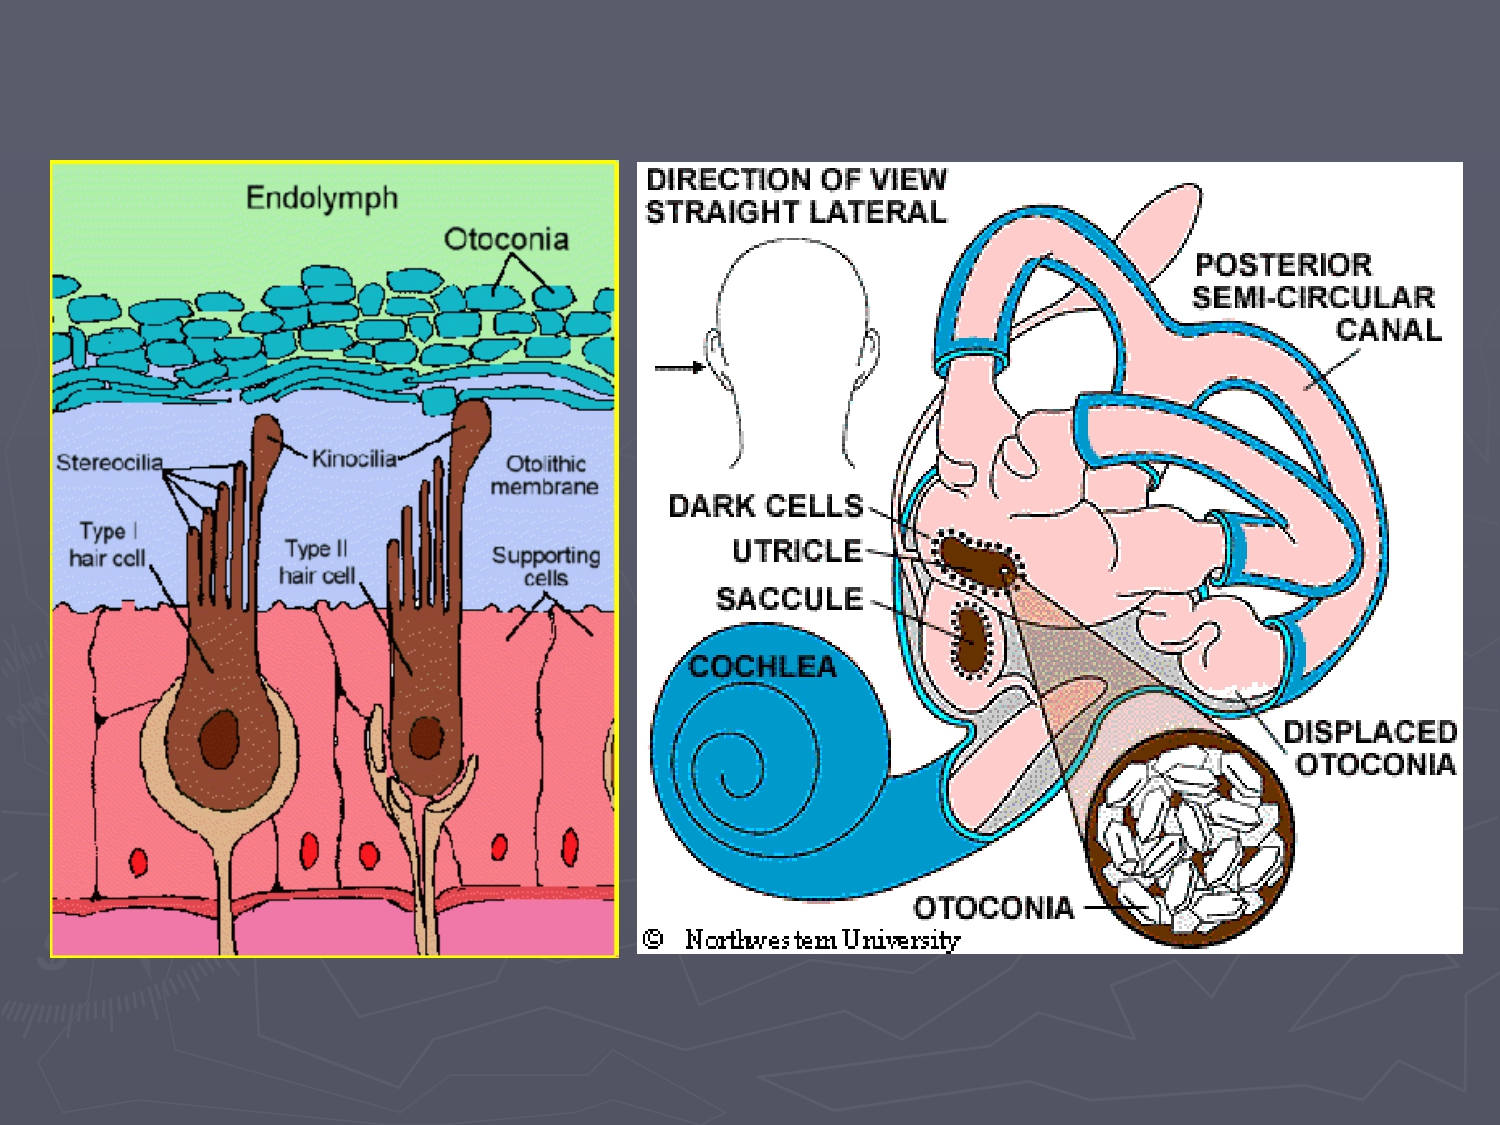 Endolymph
Otoconia
Stereocilia
Kinocilia
Otolithic
membrane
Type I
hair cell
Type II
hair cell
Supporting
cells
DIRECTION OF VIEW
STRAIGHT LATERAL
POSTERIOR
SEMI-CIRCULAR
CANAL
DARK CELLS
UTRICLE
SACCULE
COCHLEA
DISPLACED
OTOCONIA
OTOCONIA
© Northwestern University